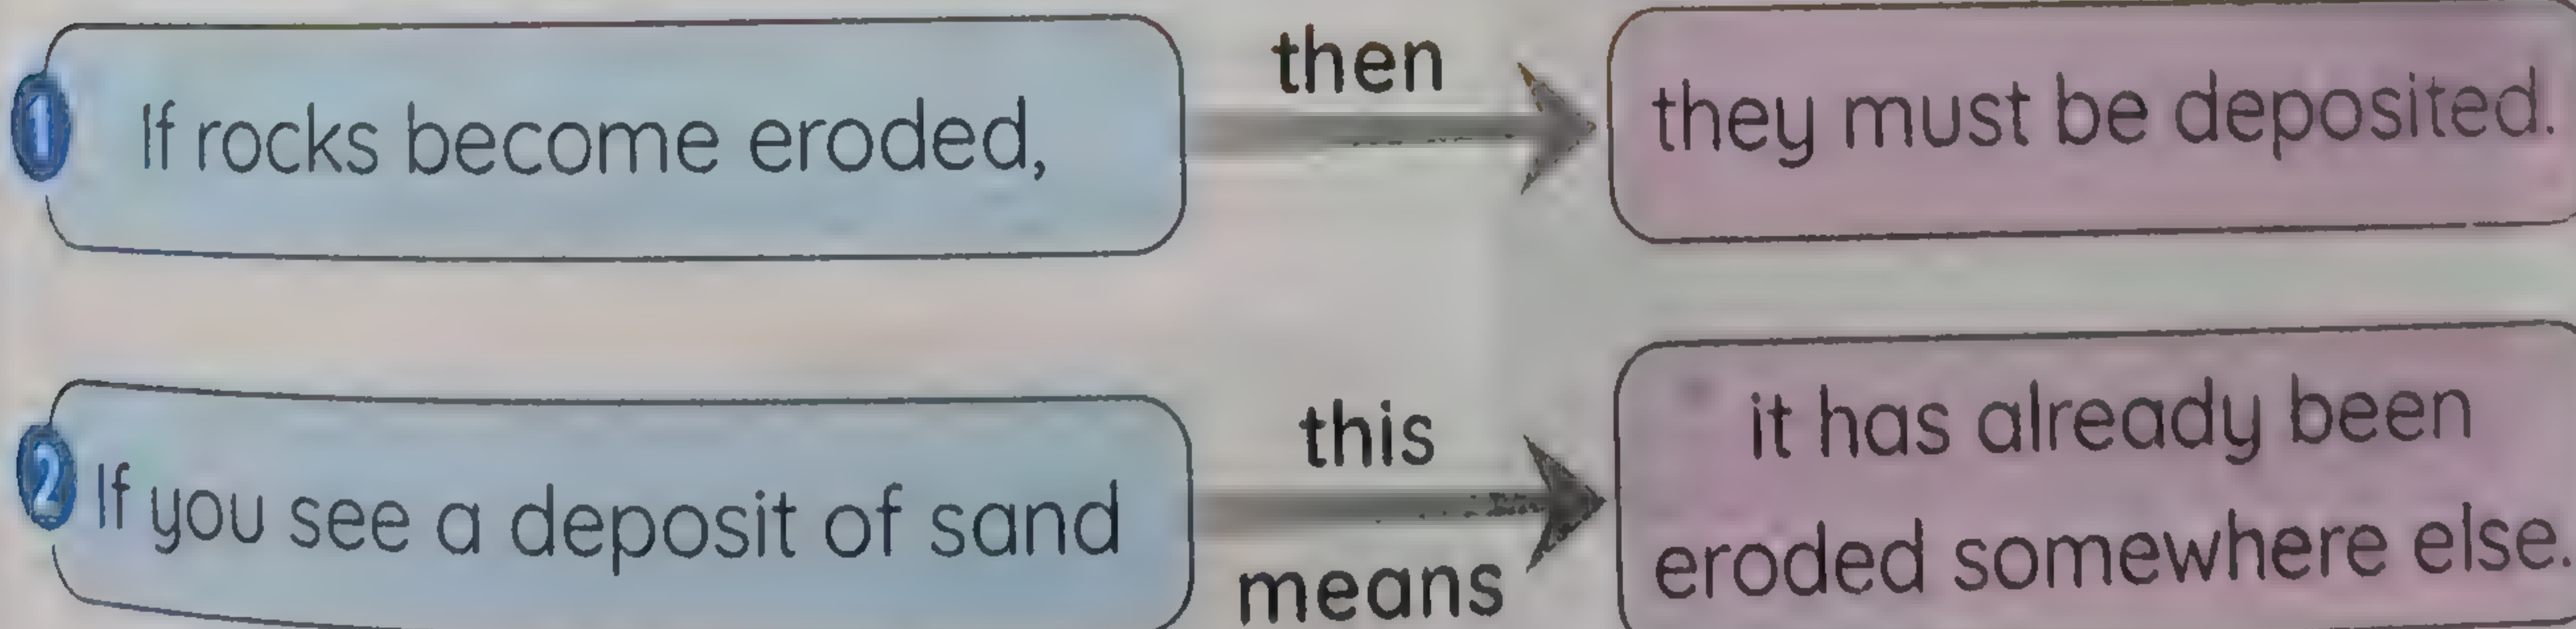 1 If rocks become eroded, then they must be deposited.
2 If you see a deposit of sand this means it has already been
eroded somewhere else.